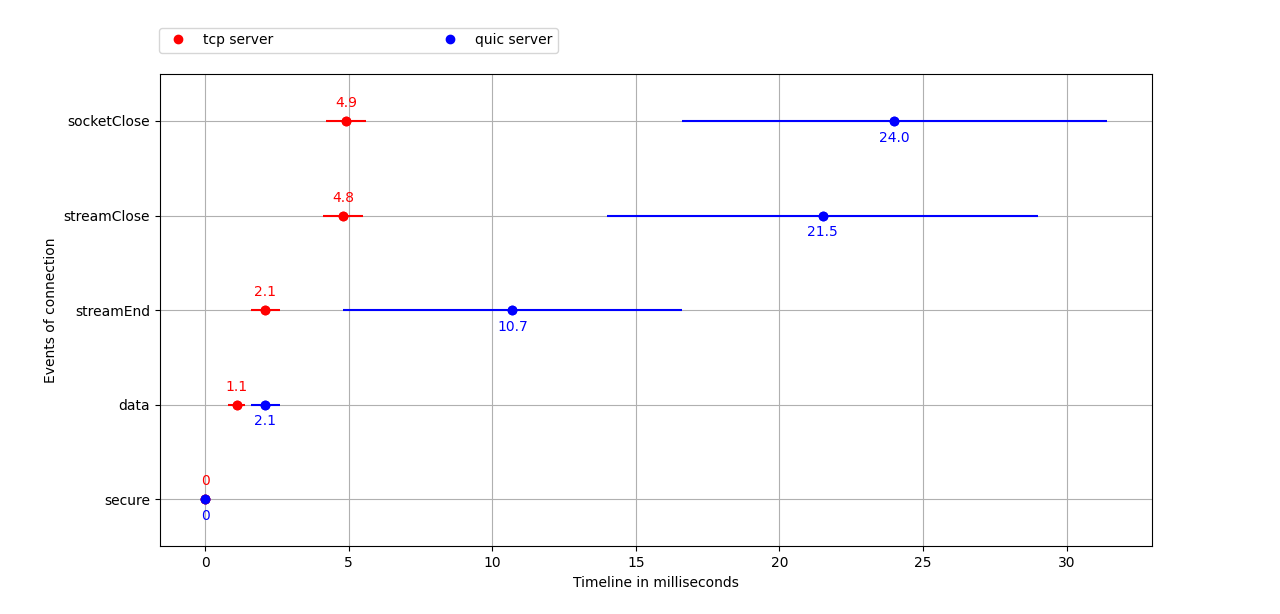 tcp server quic server
4.9
socketClose
24.0
4.8
streamClose
21.5
2.1
streamEnd
10.7
1.1
data
2.1
0
secure
0
0 5 10 15 20 25 30
Timeline in milliseconds
Events of connection